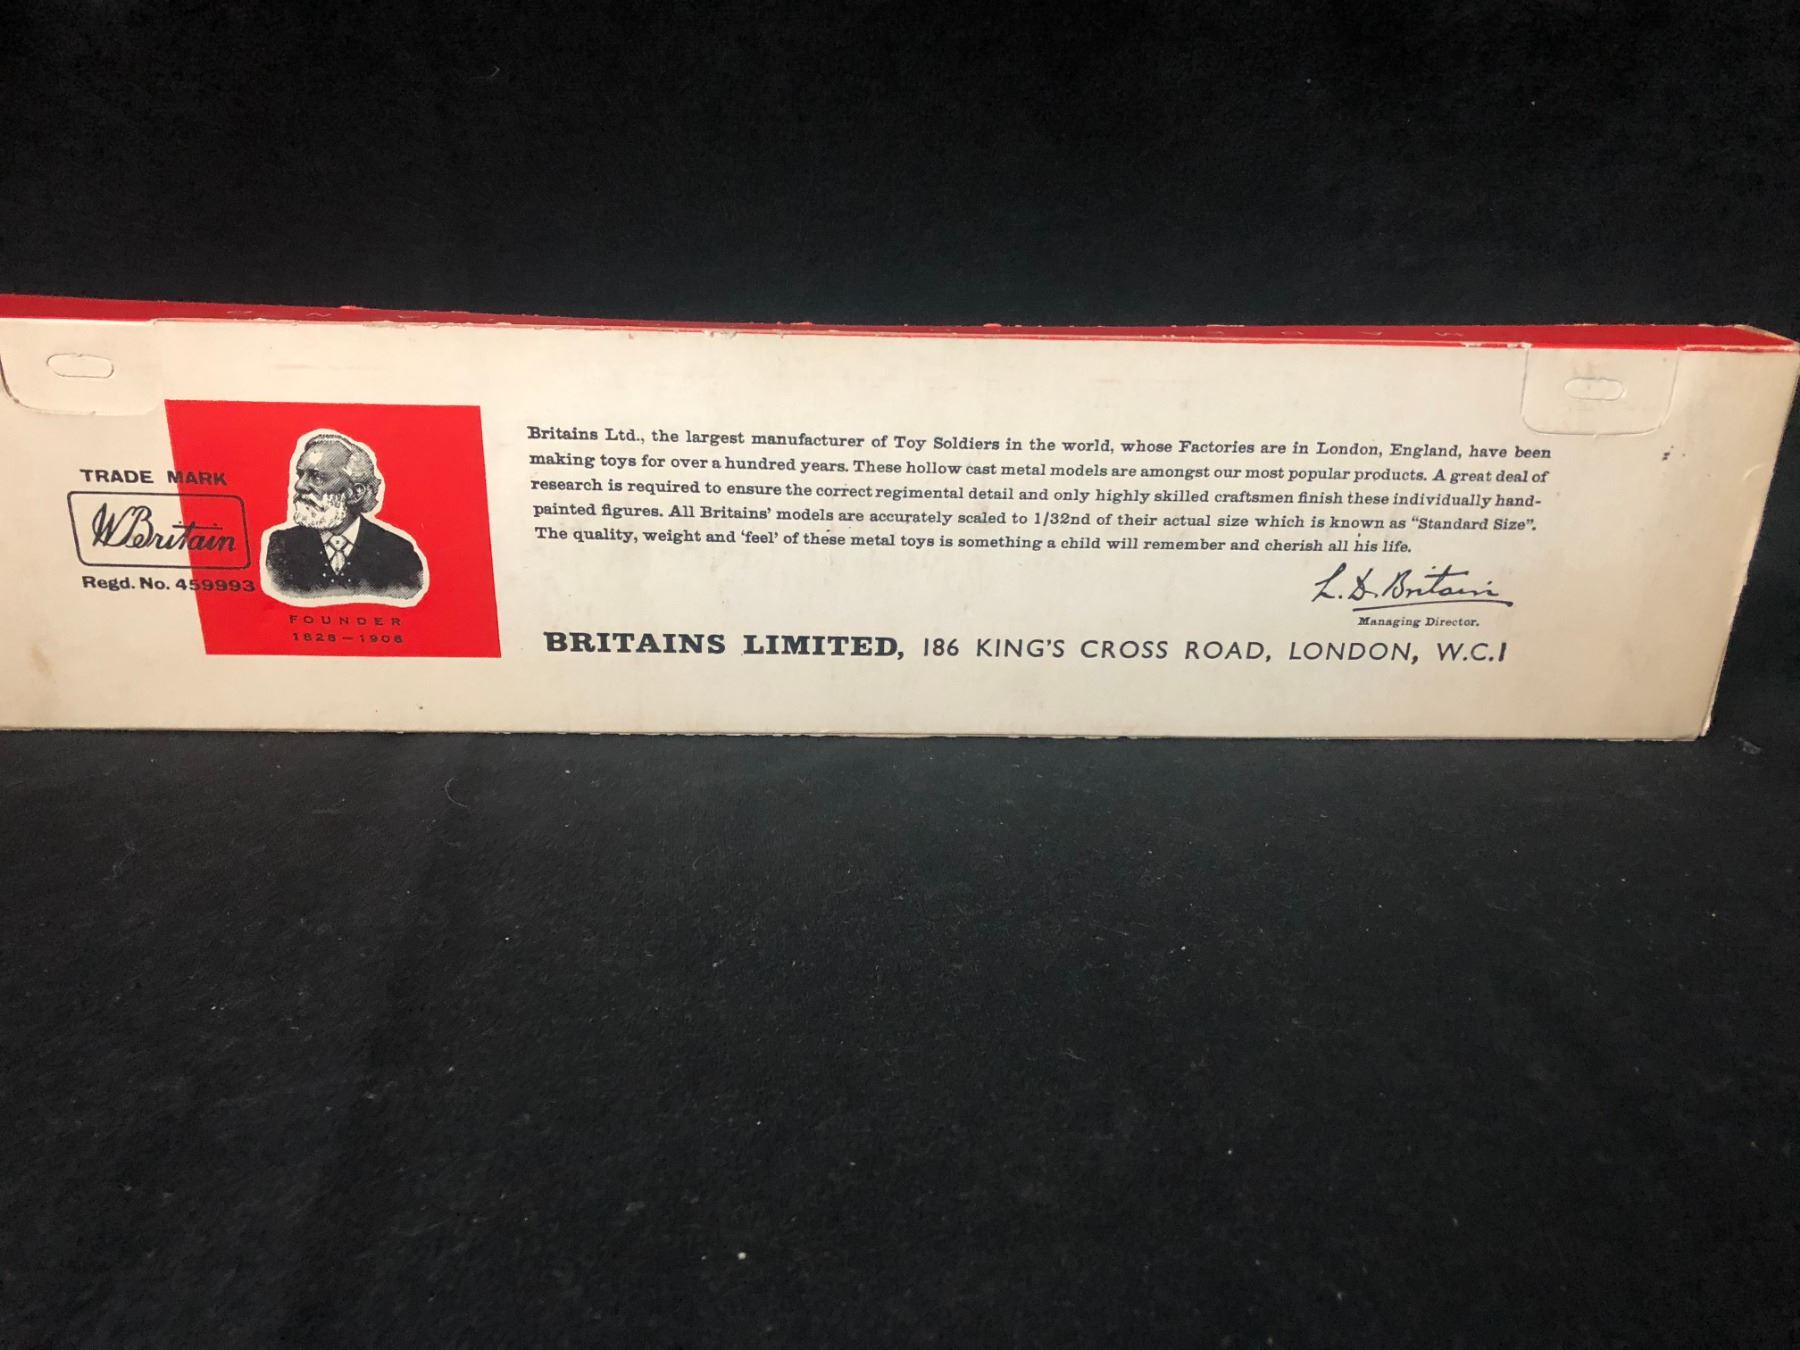 TRADE MARK
W Britain
Regd. No. 459993
FOUNDER
1828-1906
Britains Ltd., the largest manufacturer of Toy Soldiers in the world, whose Factories are in London, England, have been
making toys for over a hundred years. These hollow cast metal models are amongst our most popular products. A great deal of
research is required to ensure the correct regimental detail and only highly skilled craftsmen finish these individually hand-
painted figures. All Britains' models are accurately scaled to 1/32nd of their actual size which is known as "Standard Size".
The quality, weight and 'feel' of these metal toys is something a child will remember and cherish all his life.
L. D. Britain
Managing Director.
BRITAINS LIMITED, 186 KING'S CROSS ROAD, LONDON, W.C.1